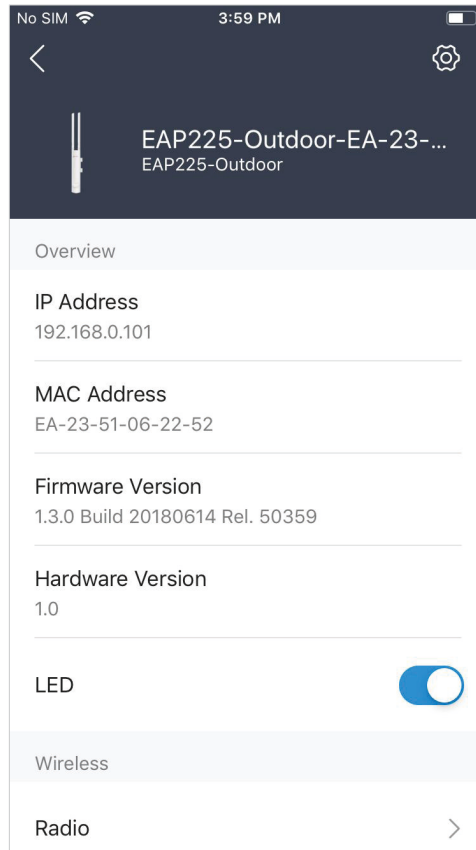 No SIM 3:59 PM
EAP225-Outdoor-EA-23-...
EAP225-Outdoor
Overview
IP Address
192.168.0.101
MAC Address
EA-23-51-06-22-52
Firmware Version
1.3.0 Build 20180614 Rel. 50359
Hardware Version
1.0
LED
Wireless
Radio